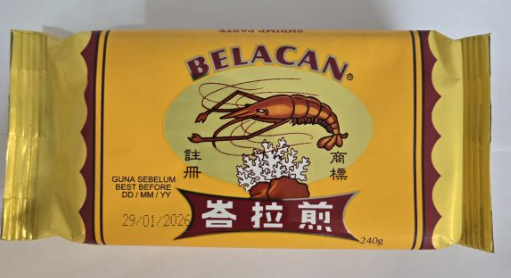 SHRIMP PASTE
BELACAN®
註冊
商標
GUNA SEBELUM
BEST BEFORE
DD / MM / YY
29/01/2026
峇拉煎
240g